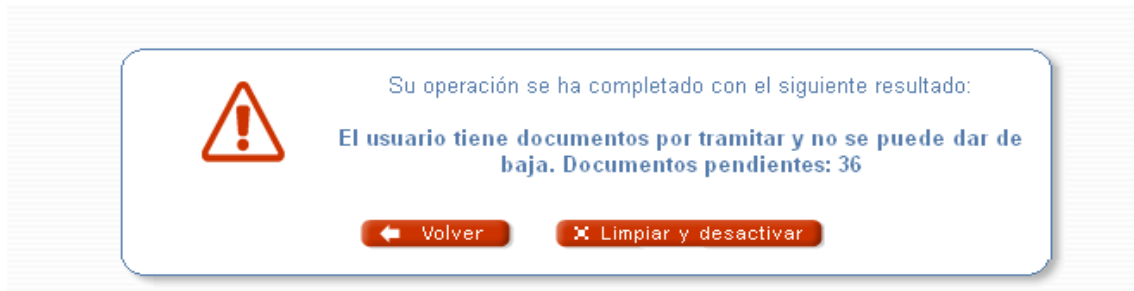 Su operación se ha completado con el siguiente resultado:
El usuario tiene documentos por tramitar y no se puede dar de
baja. Documentos pendientes: 36
Volver
Limpiar y desactivar